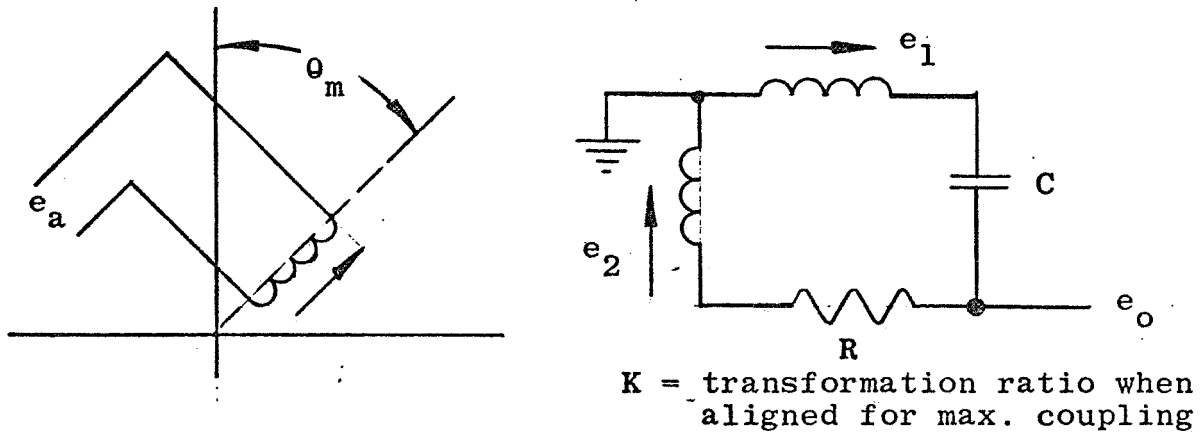 θm
ea
e1
C
e2
eo
R
K = transformation ratio when
aligned for max. coupling